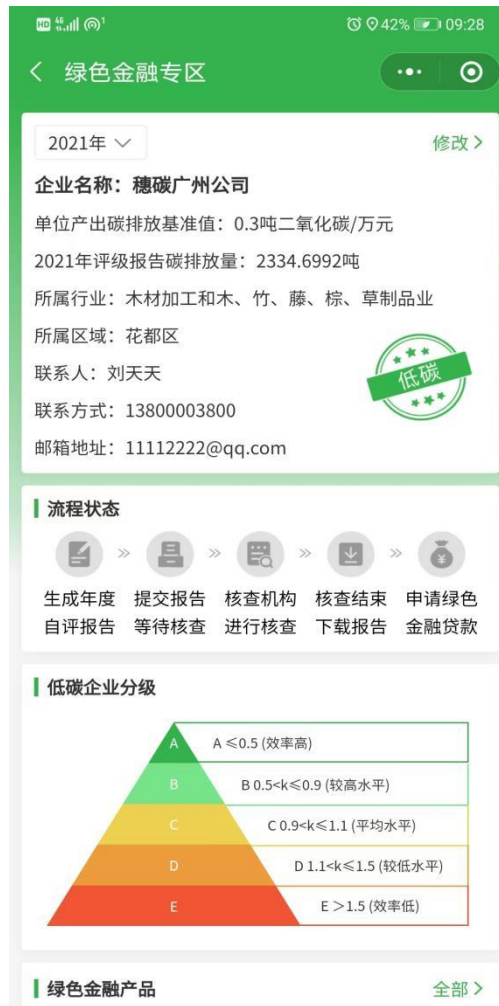 HD 4G 1 42% 09:28
绿色金融专区
2021年
修改
企业名称：穗碳广州公司
单位产出碳排放基准值：0.3吨二氧化碳/万元
2021年评级报告碳排放量：2334.6992吨
所属行业：木材加工和木、竹、藤、棕、草制品业
所属区域：花都区
联系人：刘天天
联系方式：13800003800
邮箱地址：11112222@qq.com
低碳
流程状态
生成年度 提交报告 核查机构 核查结束 申请绿色
自评报告 等待核查 进行核查 下载报告 金融贷款
低碳企业分级
A A ≤0.5 (效率高)
B B 0.5<k≤0.9 (较高水平)
C C 0.9<k≤1.1 (平均水平)
D D 1.1<k≤1.5 (较低水平)
E E ＞1.5 (效率低)
绿色金融产品
全部